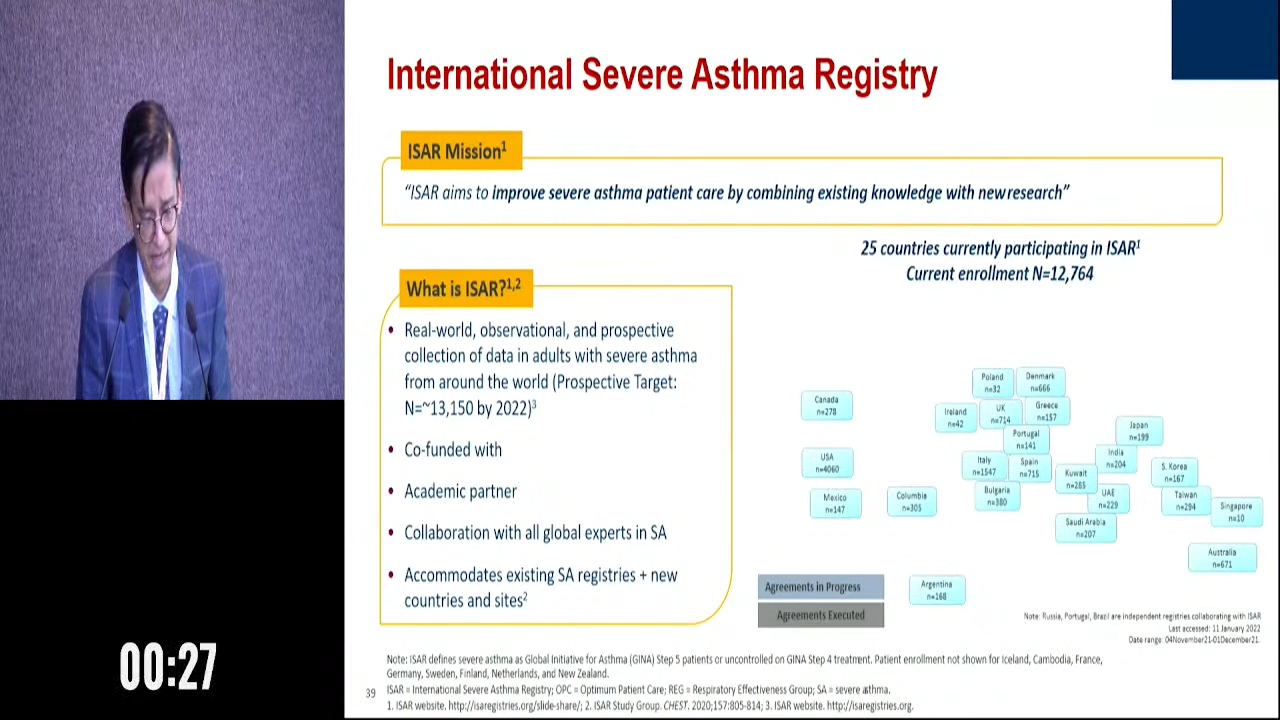 International Severe Asthma Registry
ISAR Mission1
“ISAR aims to improve severe asthma patient care by combining existing knowledge with new research”
25 countries currently participating in ISAR1
Current enrollment N=12,764
What is ISAR?1,2
• Real-world, observational, and prospective
collection of data in adults with severe asthma
from around the world (Prospective Target:
N=~13,150 by 2022)3
• Co-funded with
• Academic partner
• Collaboration with all global experts in SA
• Accommodates existing SA registries + new
countries and sites2
Canada
n=278
USA
n=4060
Mexico
n=147
Columbia
n=305
Argentina
n=168
Poland
n=32
Denmark
n=666
Ireland
n=42
UK
n=714
Greece
n=157
Portugal
n=141
Italy
n=1547
Spain
n=715
Bulgaria
n=380
Kuwait
n=285
India
n=204
Japan
n=199
UAE
n=229
Saudi Arabia
n=207
S. Korea
n=167
Taiwan
n=294
Singapore
n=10
Australia
n=671
Agreements in Progress
Agreements Executed
Note: Russia, Portugal, Brazil are independent registries collaborating with ISAR
Last accessed: 11 January 2022
Date range: 04November21-01December21.
Note: ISAR defines severe asthma as Global Initiative for Asthma (GINA) Step 5 patients or uncontrolled on GINA Step 4 treatment. Patient enrollment not shown for Iceland, Cambodia, France,
Germany, Sweden, Finland, Netherlands, and New Zealand.
39
ISAR = International Severe Asthma Registry; OPC = Optimum Patient Care; REG = Respiratory Effectiveness Group; SA = severe asthma.
1. ISAR website. http://isaregistries.org/slide-share/; 2. ISAR Study Group. CHEST. 2020;157:805-814; 3. ISAR website. http://isaregistries.org.
00:27